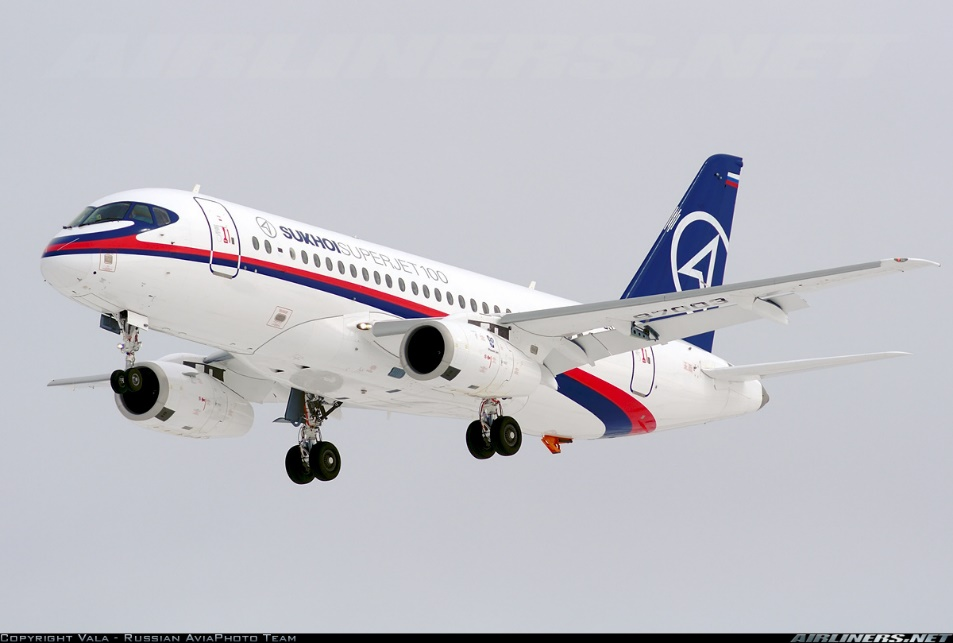 AIRLINERS.NET
SUKHOI SUPERJET 100
97003
Copyright Vala - Russian AviaPhoto Team
AIRLINERS.NET